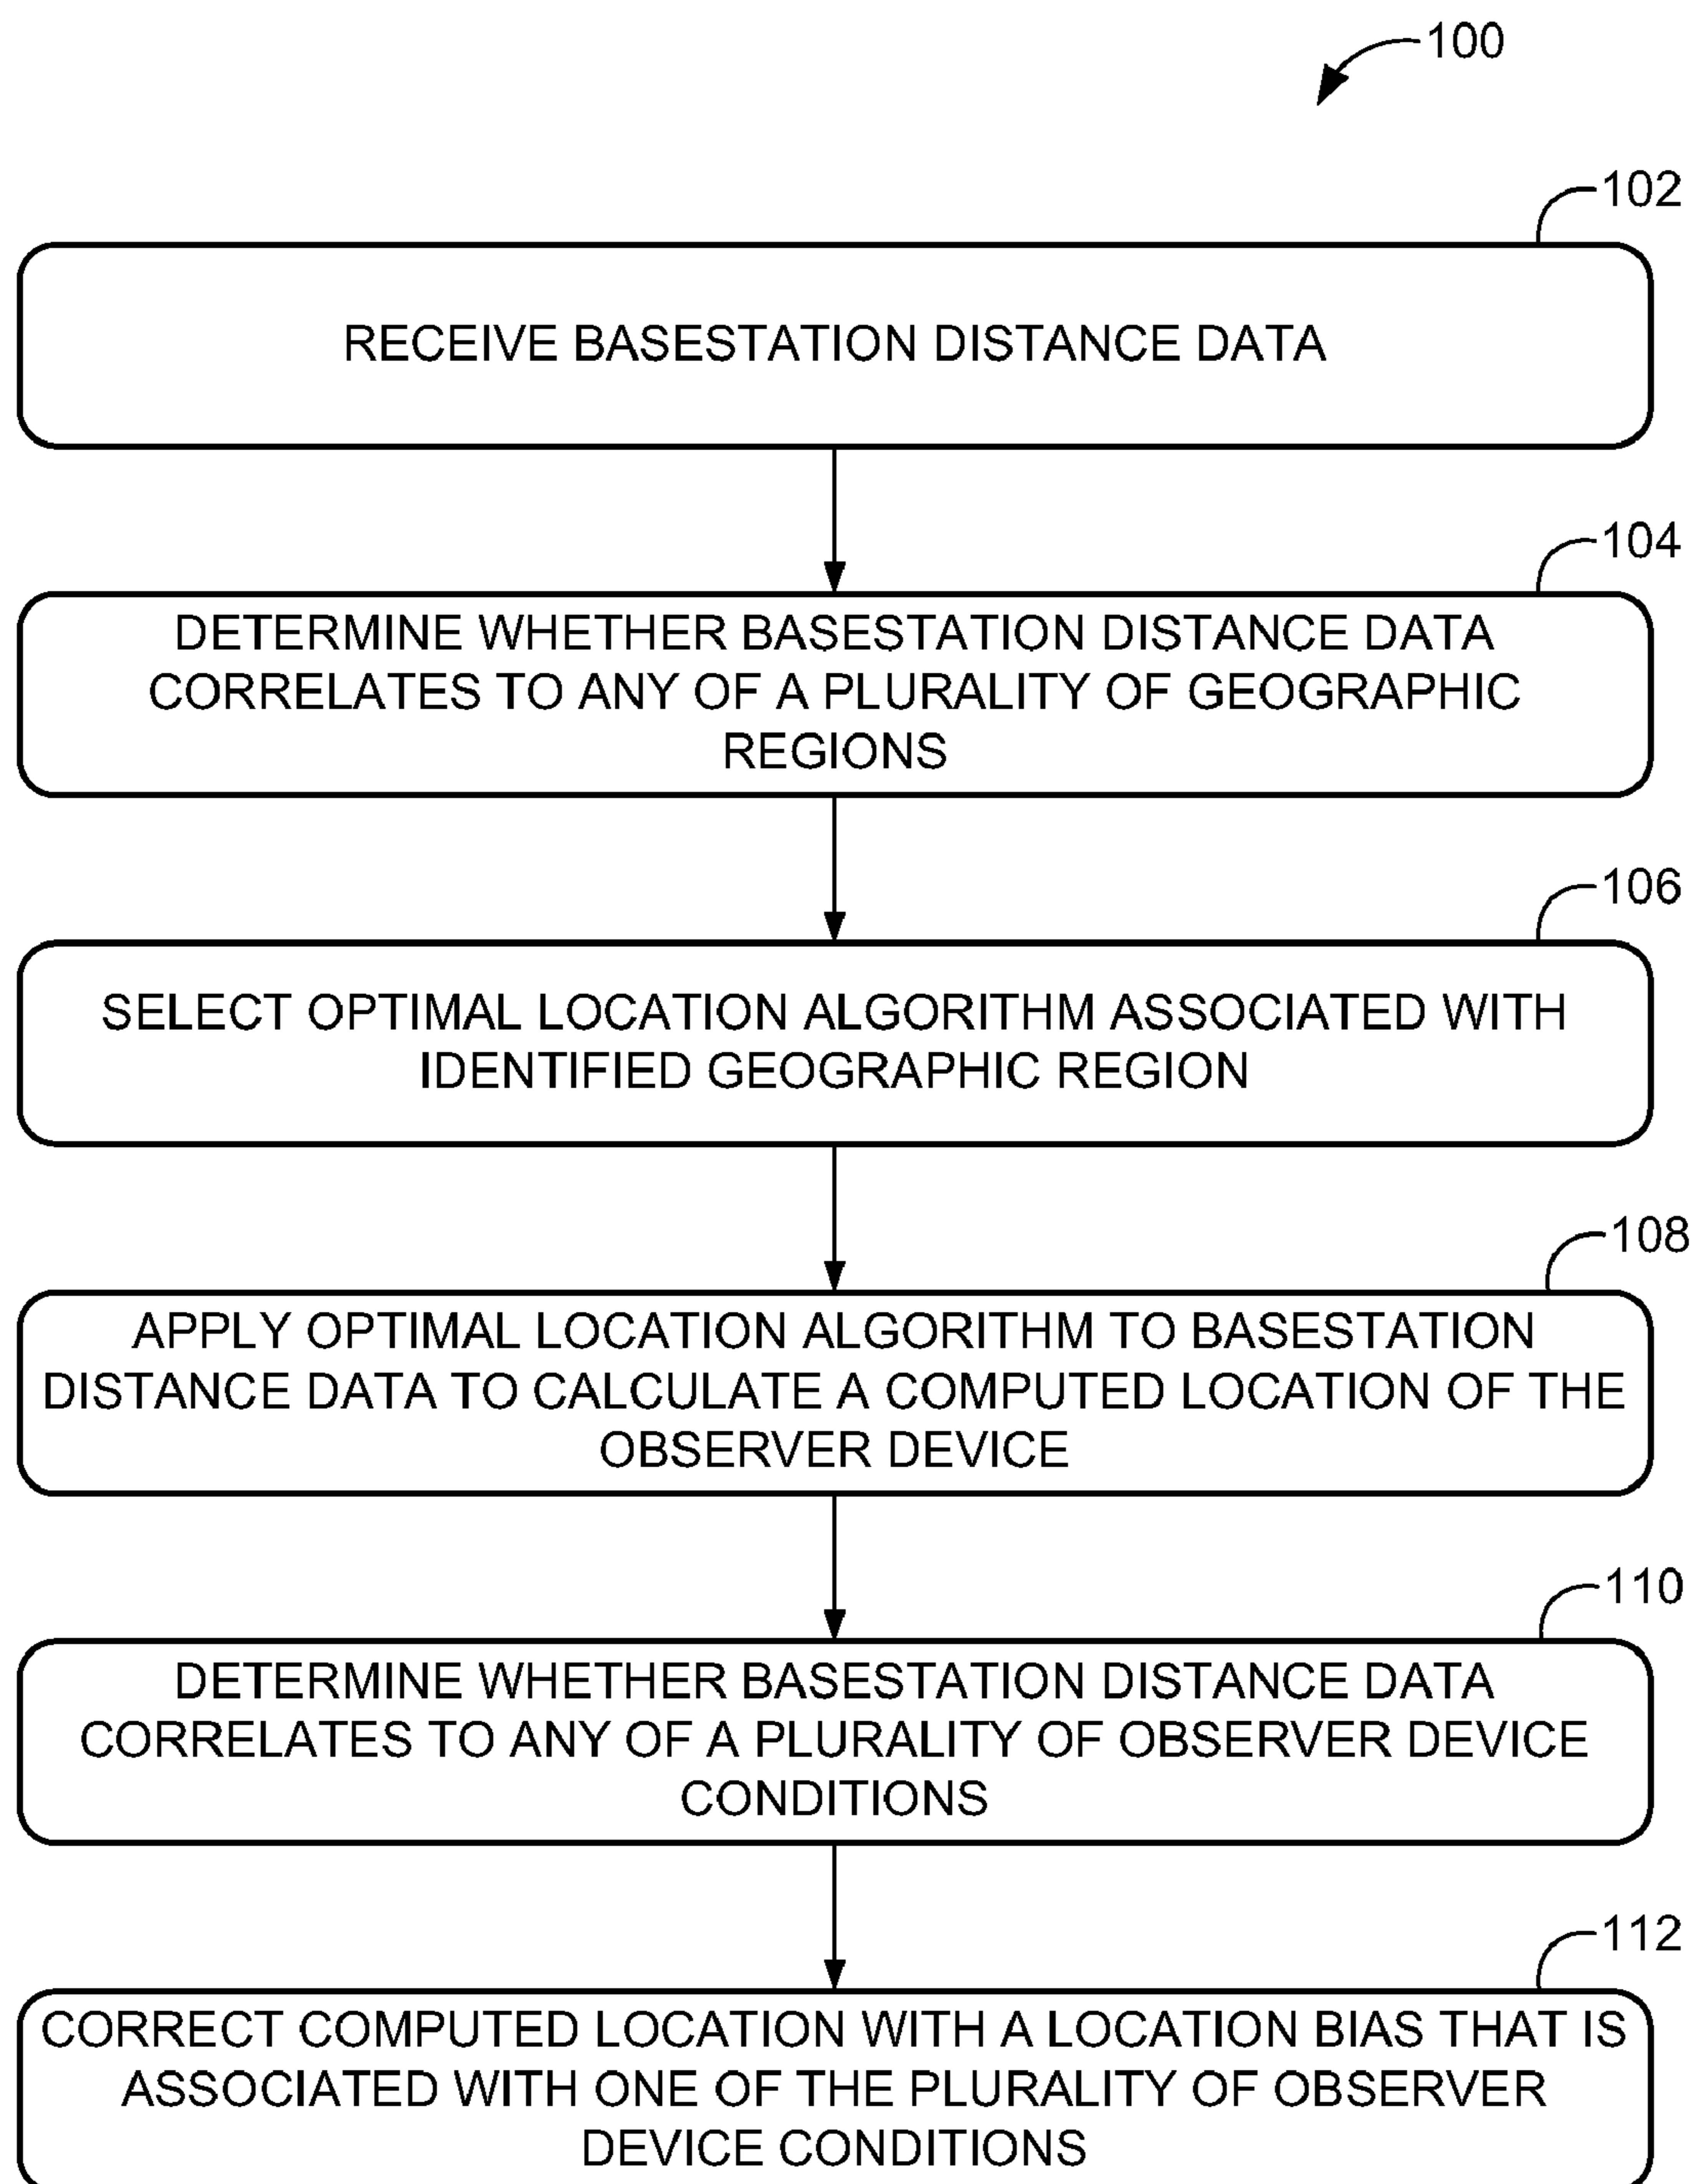 100
102
RECEIVE BASESTATION DISTANCE DATA
104
DETERMINE WHETHER BASESTATION DISTANCE DATA
CORRELATES TO ANY OF A PLURALITY OF GEOGRAPHIC
REGIONS
106
SELECT OPTIMAL LOCATION ALGORITHM ASSOCIATED WITH
IDENTIFIED GEOGRAPHIC REGION
108
APPLY OPTIMAL LOCATION ALGORITHM TO BASESTATION
DISTANCE DATA TO CALCULATE A COMPUTED LOCATION OF THE
OBSERVER DEVICE
110
DETERMINE WHETHER BASESTATION DISTANCE DATA
CORRELATES TO ANY OF A PLURALITY OF OBSERVER DEVICE
CONDITIONS
112
CORRECT COMPUTED LOCATION WITH A LOCATION BIAS THAT IS
ASSOCIATED WITH ONE OF THE PLURALITY OF OBSERVER
DEVICE CONDITIONS